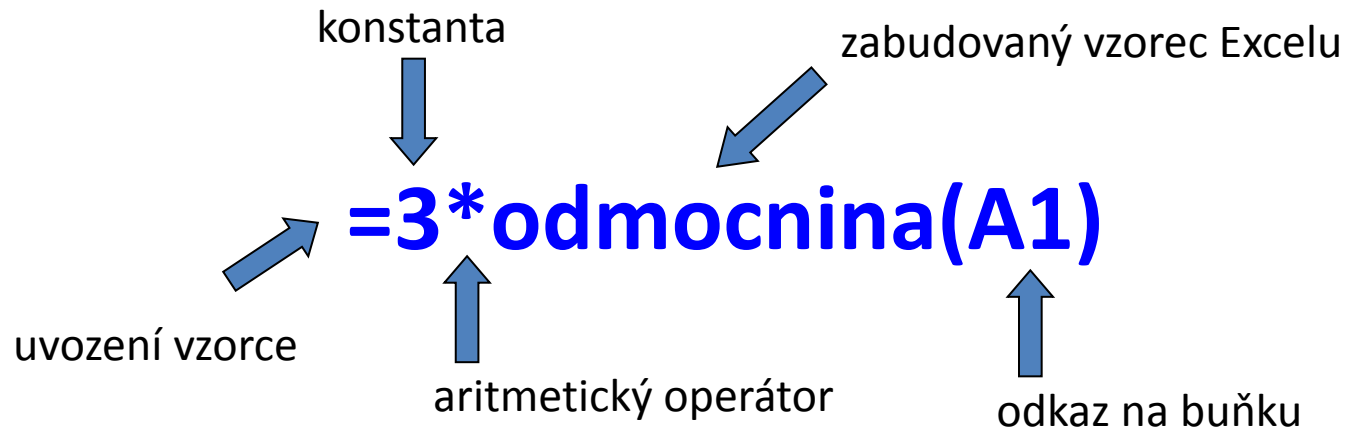 konstanta
zabudovaný vzorec Excelu
=3*odmocnina(A1)
uvození vzorce
aritmetický operátor
odkaz na buňku